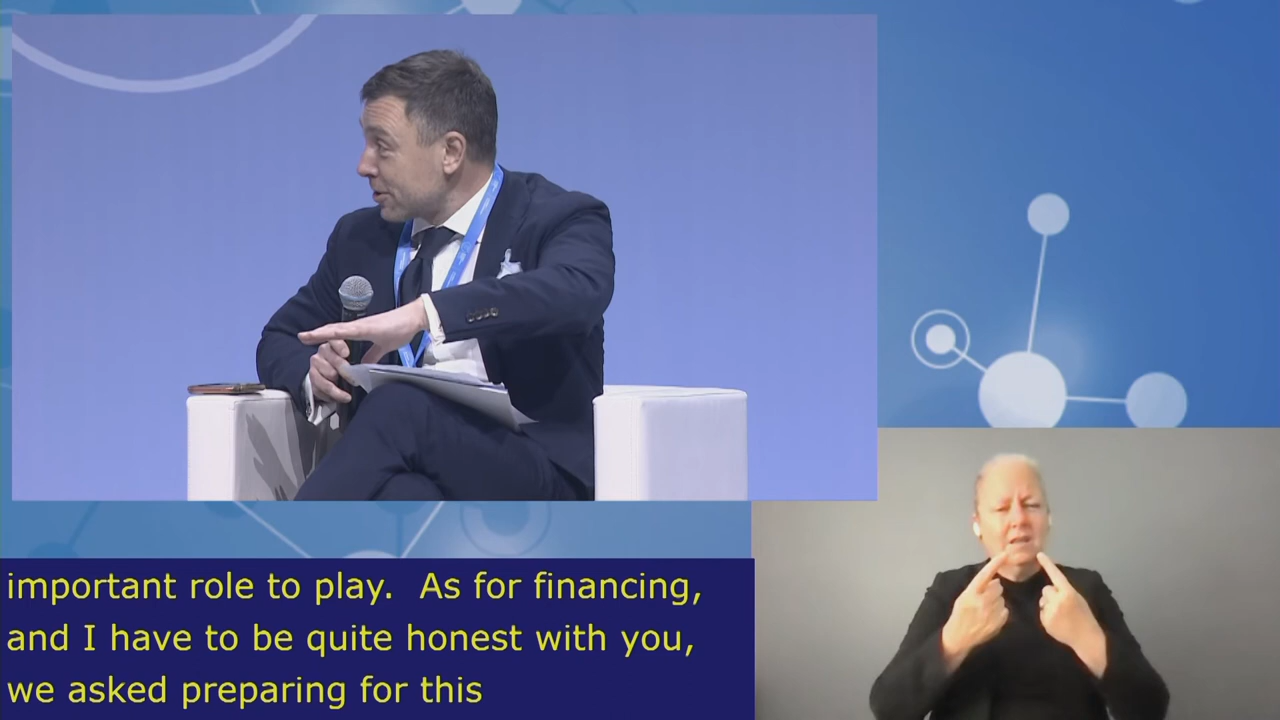 important role to play.  As for financing,
and I have to be quite honest with you,
we asked preparing for this